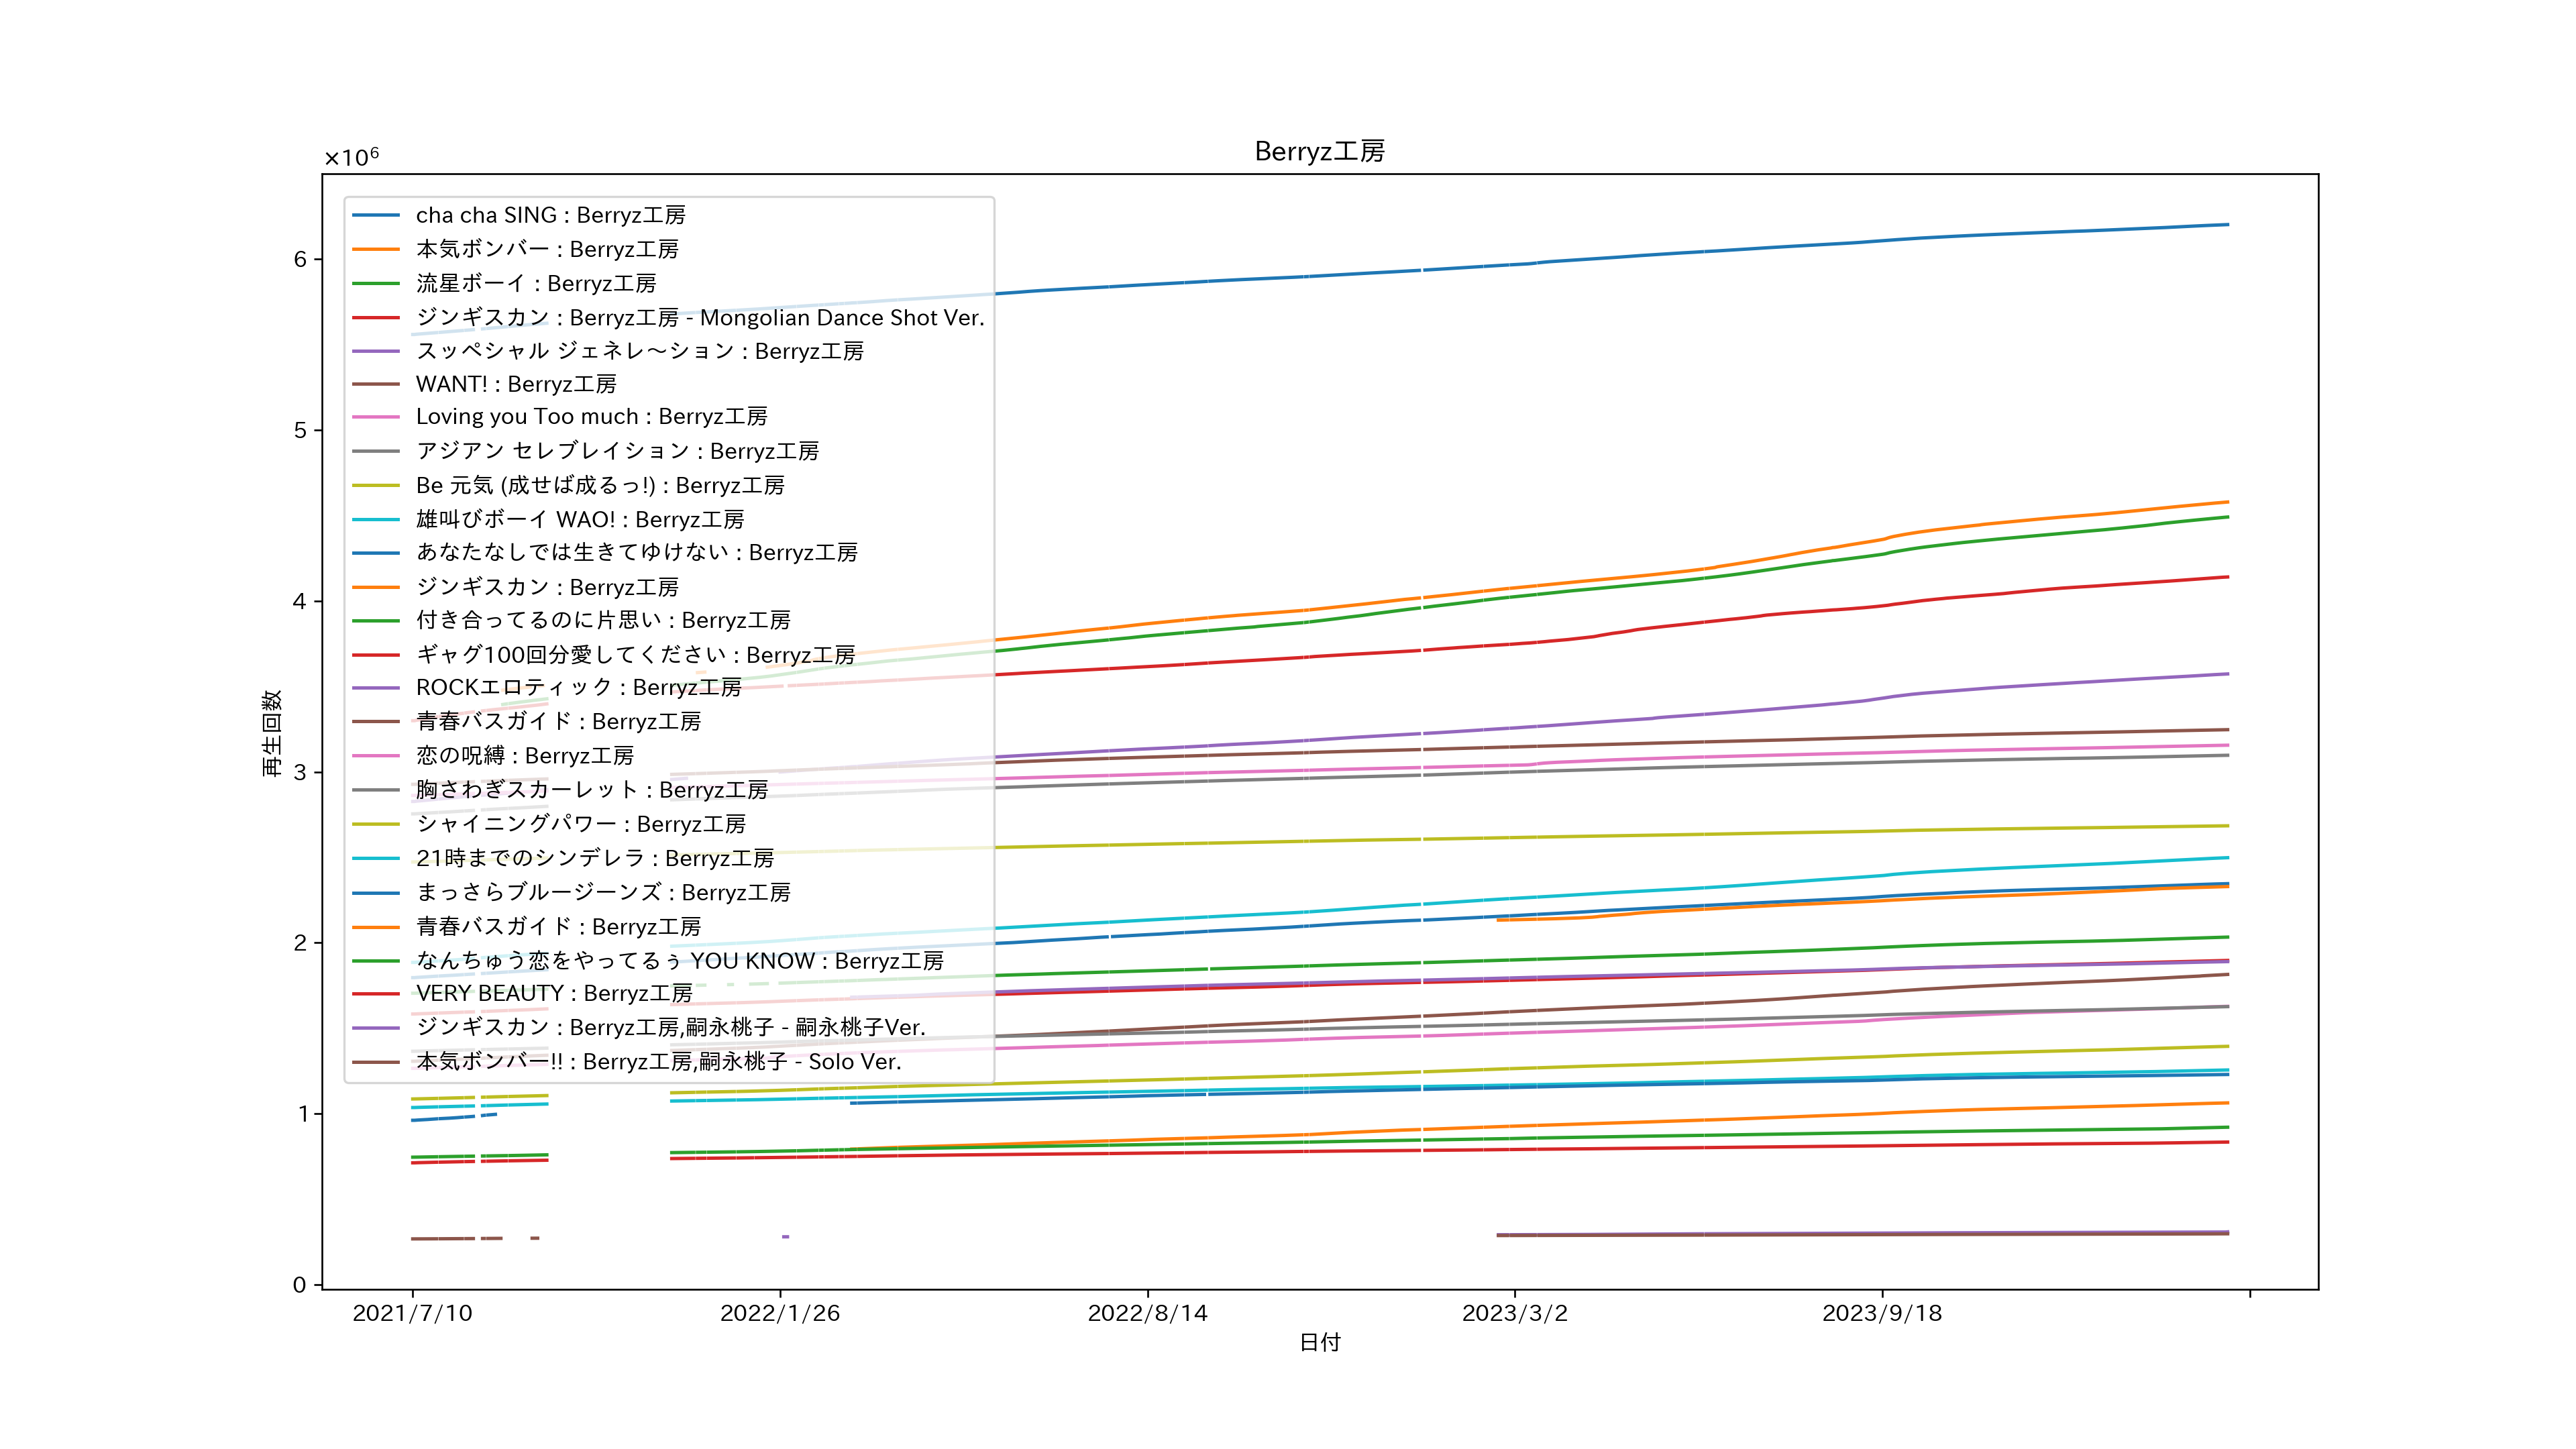 Berryz工房
×10⁶
cha cha SING : Berryz工房
本気ボンバー : Berryz工房
流星ボーイ : Berryz工房
ジンギスカン : Berryz工房 - Mongolian Dance Shot Ver.
スッペシャル ジェネレ～ション : Berryz工房
WANT! : Berryz工房
Loving you Too much : Berryz工房
アジアン セレブレイション : Berryz工房
Be 元気 (成せば成るっ!) : Berryz工房
雄叫びボーイ WAO! : Berryz工房
あなたなしでは生きてゆけない : Berryz工房
ジンギスカン : Berryz工房
付き合ってるのに片思い : Berryz工房
ギャグ100回分愛してください : Berryz工房
ROCKエロティック : Berryz工房
青春バスガイド : Berryz工房
恋の呪縛 : Berryz工房
胸さわぎスカーレット : Berryz工房
シャイニングパワー : Berryz工房
21時までのシンデレラ : Berryz工房
まっさらブルージーンズ : Berryz工房
青春バスガイド : Berryz工房
なんちゅう恋をやってるぅ YOU KNOW : Berryz工房
VERY BEAUTY : Berryz工房
ジンギスカン : Berryz工房,嗣永桃子 - 嗣永桃子Ver.
本気ボンバー!! : Berryz工房,嗣永桃子 - Solo Ver.
再生回数
6
5
4
3
2
1
0
2021/7/10
2022/1/26
2022/8/14
2023/3/2
2023/9/18
日付